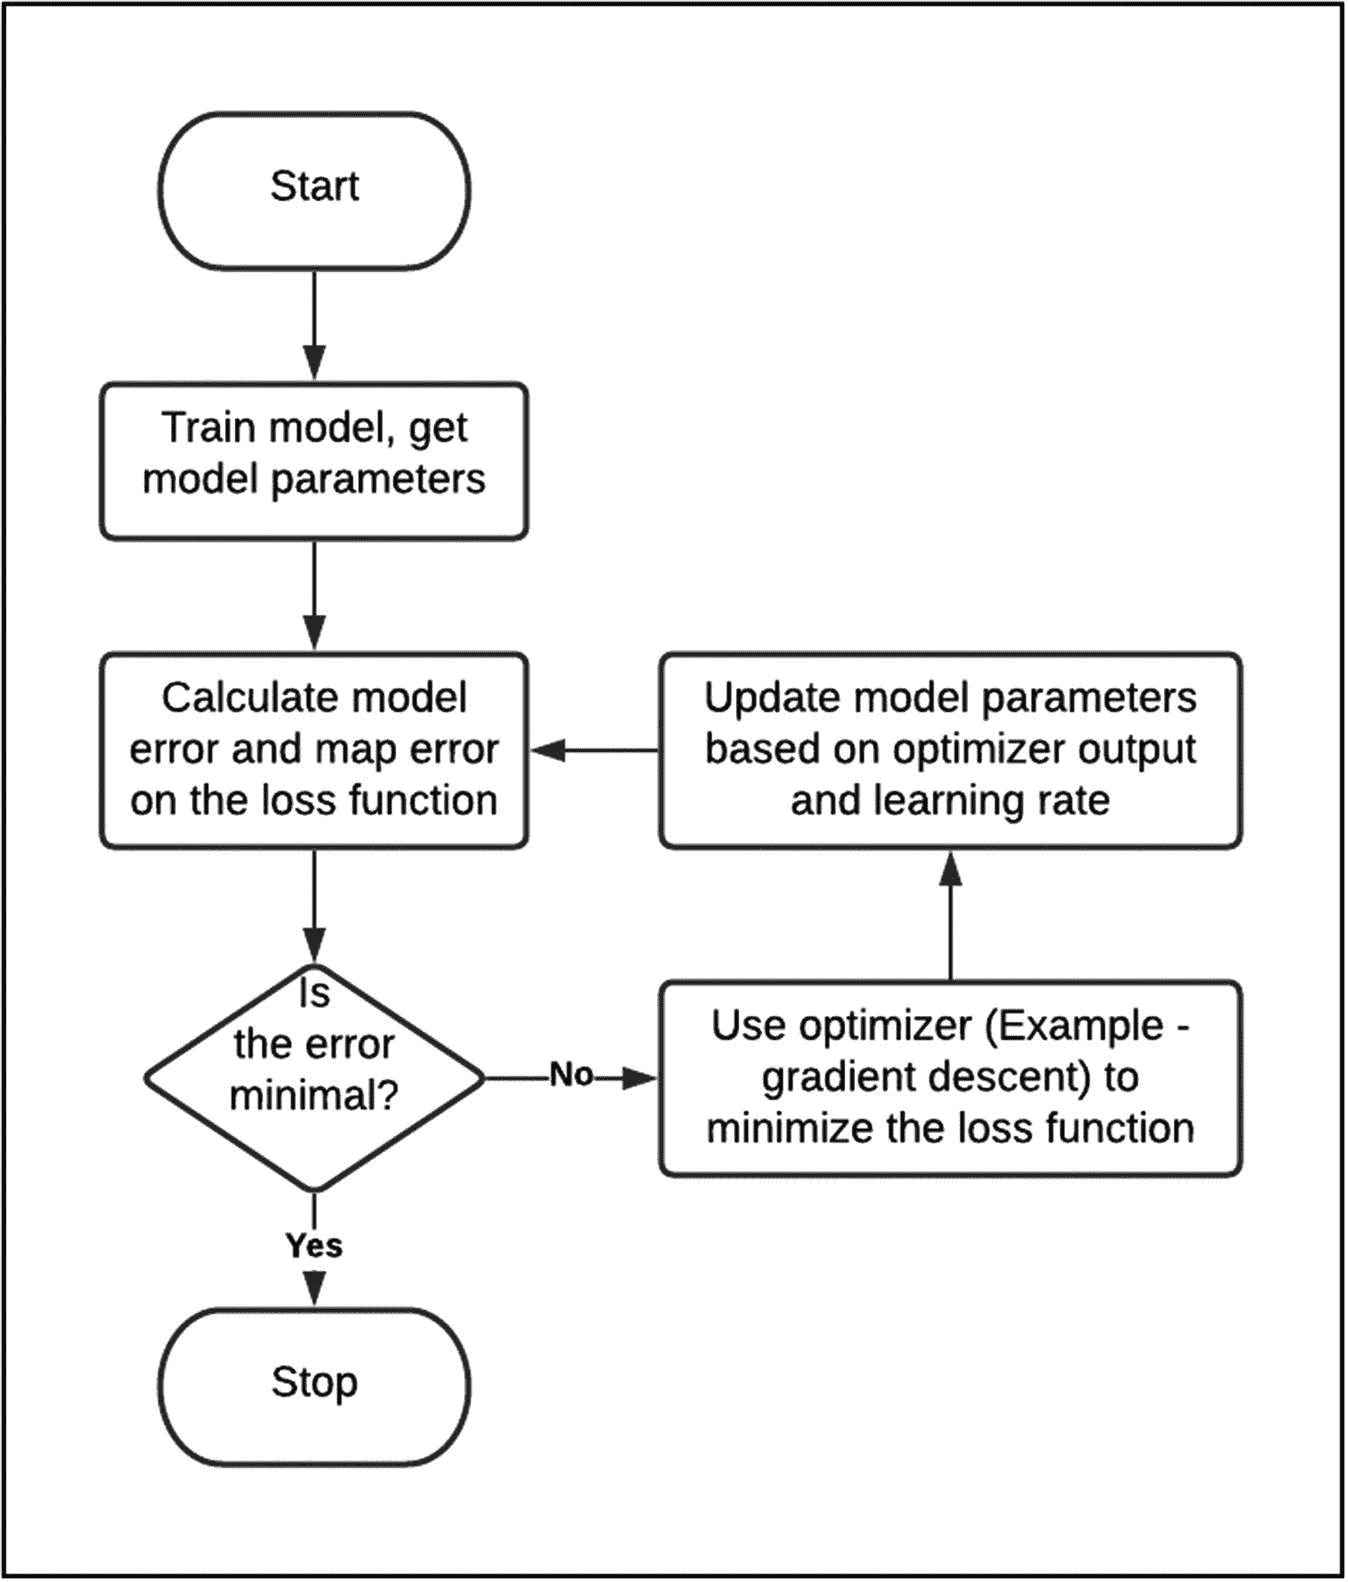 Start
Train model, get
model parameters
Calculate model
error and map error
on the loss function
Update model parameters
based on optimizer output
and learning rate
Is
the error
minimal?
No
Use optimizer (Example -
gradient descent) to
minimize the loss function
Yes
Stop